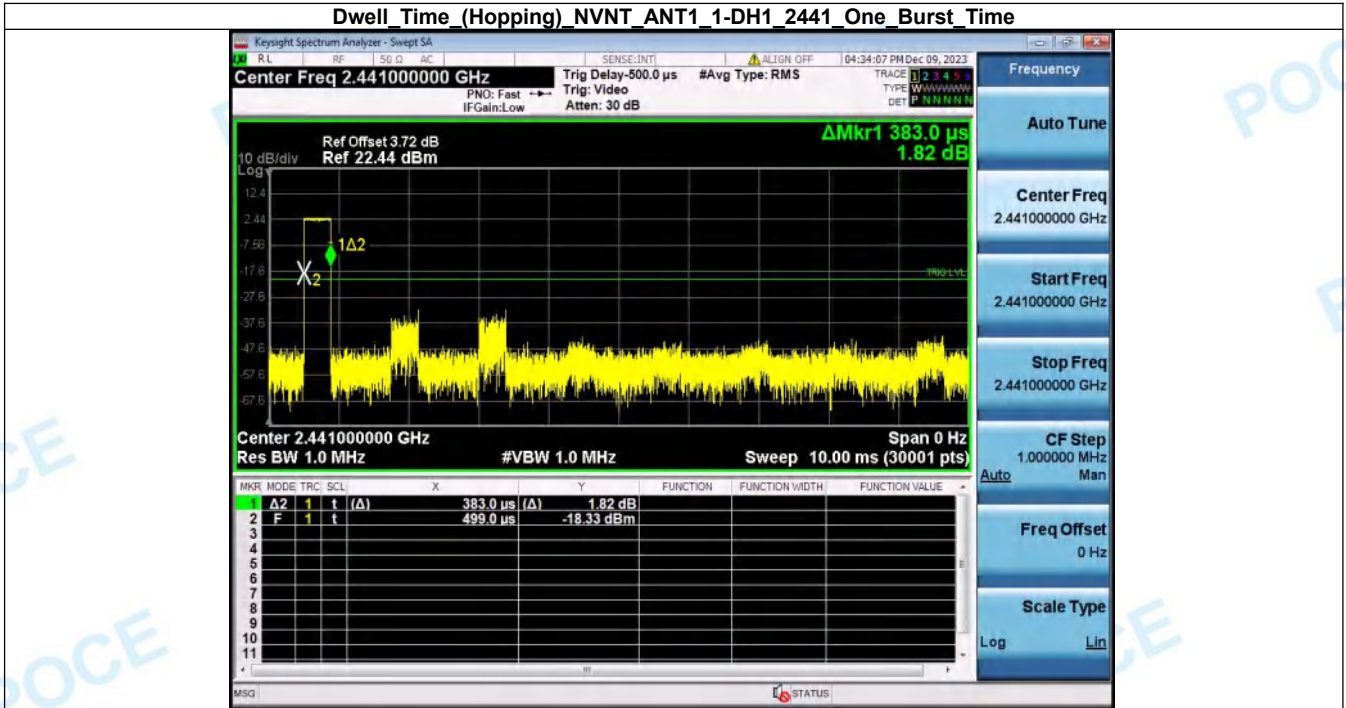 Dwell_Time_(Hopping)_NVNT_ANT1_1-DH1_2441_One_Burst_Time
Keysight Spectrum Analyzer - Swept SA
RL RF 50 Ω AC SENSE:INT ALIGN OFF 04:34:07 PM Dec 09, 2023
Center Freq 2.441000000 GHz Trig Delay-500.0 µs #Avg Type: RMS TRACE 1 2 3 4 5 6
PNO: Fast Trig: Video TYPE W
IFGain:Low Atten: 30 dB DET P N N N N N
Frequency
Auto Tune
Center Freq
2.441000000 GHz
Start Freq
2.441000000 GHz
Stop Freq
2.441000000 GHz
CF Step
1.000000 MHz
Auto Man
Freq Offset
0 Hz
Scale Type
Log Lin
ΔMkr1 383.0 µs
1.82 dB
Ref Offset 3.72 dB
10 dB/div Ref 22.44 dBm
Log
12.4
2.44
-7.56
-17.6
-27.6
-37.6
-47.6
-57.6
-67.6
1Δ2
2
TRIG LVL
Center 2.441000000 GHz Span 0 Hz
Res BW 1.0 MHz #VBW 1.0 MHz Sweep 10.00 ms (30001 pts)
MKR MODE TRC SCL X Y FUNCTION FUNCTION WIDTH FUNCTION VALUE
1 Δ2 1 t (Δ) 383.0 µs (Δ) 1.82 dB
2 F 1 t 499.0 µs -18.33 dBm
3
4
5
6
7
8
9
10
11
MSG STATUS
POCE
POCE